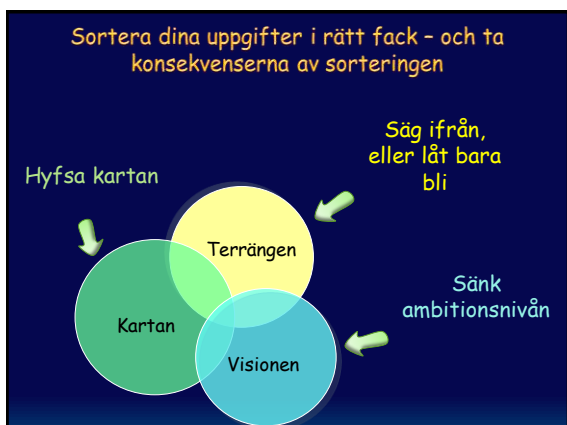 Sortera dina uppgifter i rätt fack – och ta
konsekvenserna av sorteringen
Säg ifrån,
eller låt bara
bli
Hyfsa kartan
Terrängen
Sänk
ambitionsnivån
Kartan
Visionen